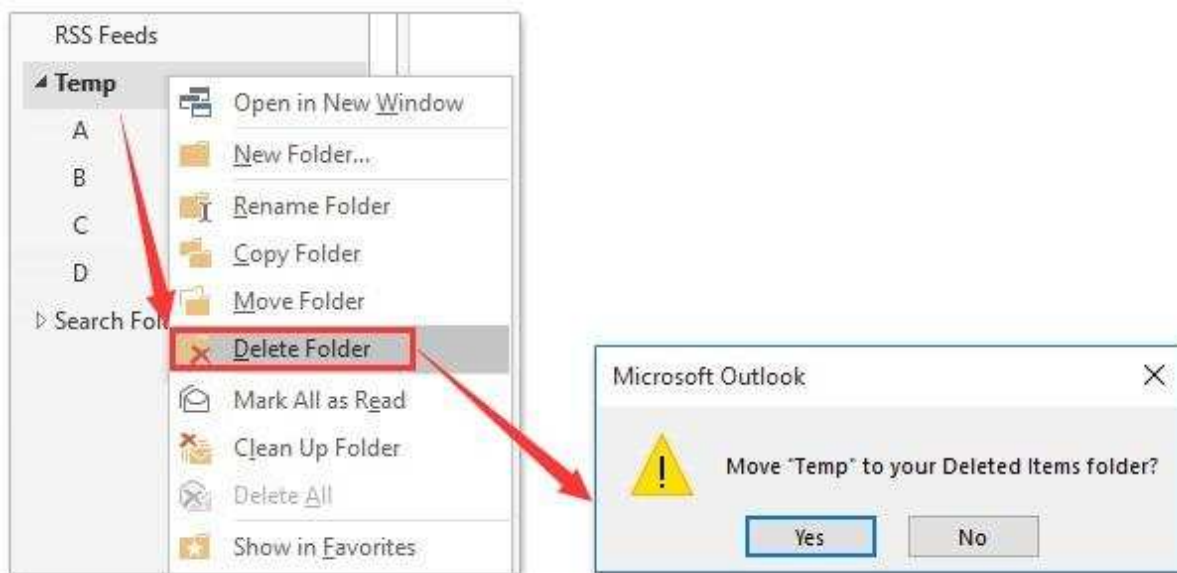 RSS Feeds
Temp
A
B
C
D
Search Fol
Open in New Window
New Folder...
Rename Folder
Copy Folder
Move Folder
Delete Folder
Mark All as Read
Clean Up Folder
Delete All
Show in Favorites
Microsoft Outlook
Move "Temp" to your Deleted Items folder?
Yes
No